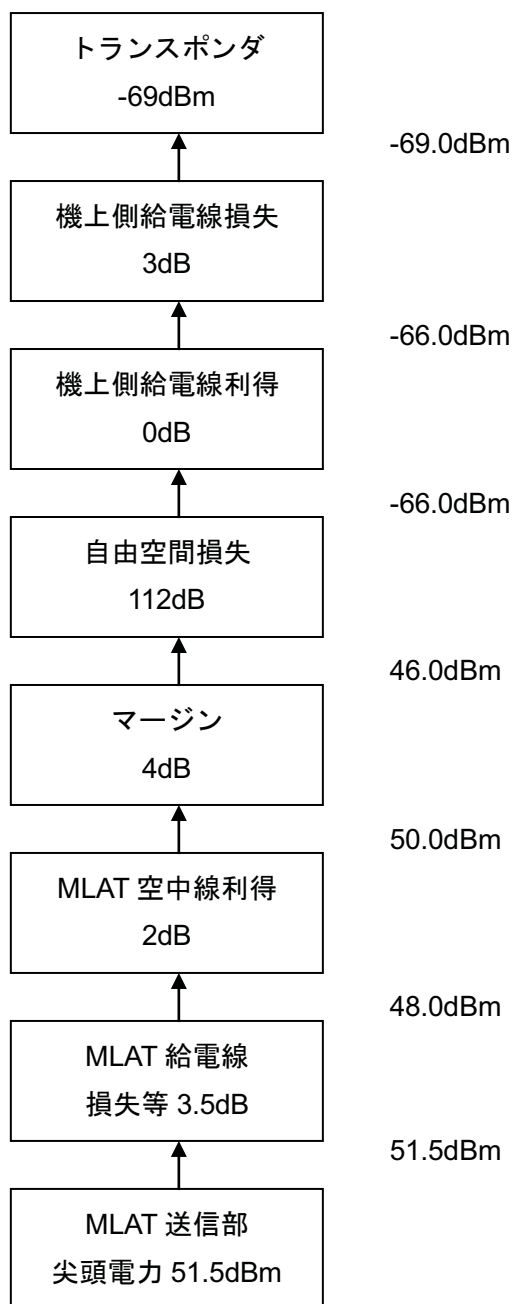 トランスポンダ
-69dBm
-69.0dBm
機上側給電線損失
3dB
-66.0dBm
機上側給電線利得
0dB
-66.0dBm
自由空間損失
112dB
46.0dBm
マージン
4dB
50.0dBm
MLAT 空中線利得
2dB
48.0dBm
MLAT 給電線
損失等 3.5dB
51.5dBm
MLAT 送信部
尖頭電力 51.5dBm